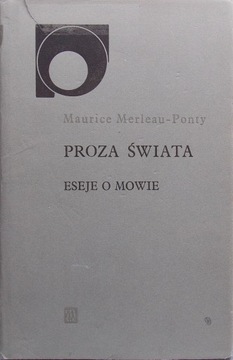 Maurice Merleau-Ponty
PROZA ŚWIATA
ESEJE O MOWIE